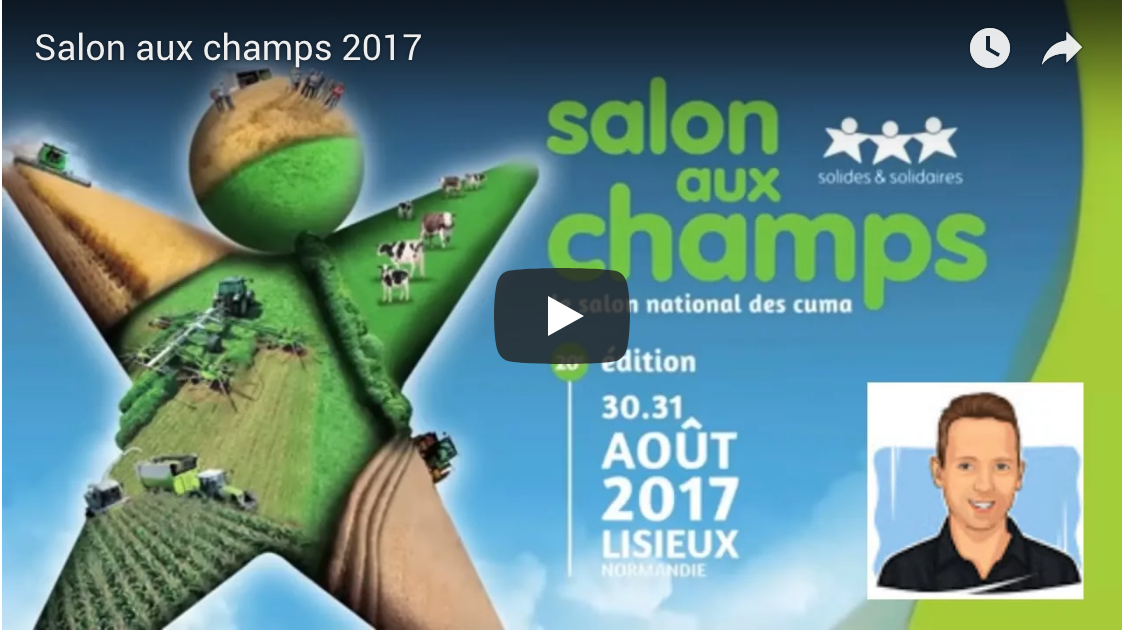 Salon aux champs 2017
salon
aux
champs
solides & solidaires
salon national des cuma
20e édition
30.31
AOÛT
2017
LISIEUX
NORMANDIE